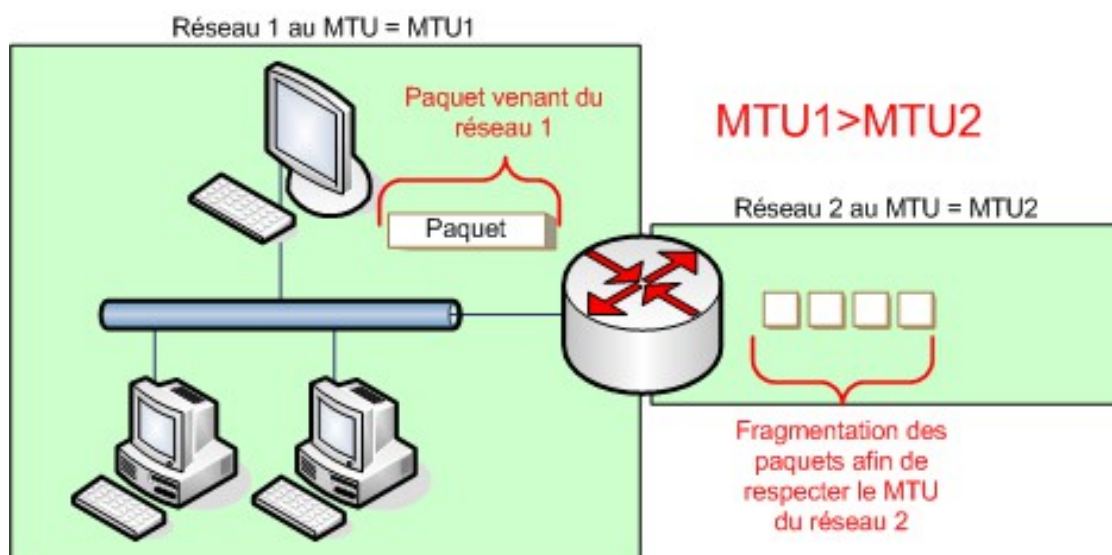 Réseau 1 au MTU = MTU1
Paquet venant du
réseau 1
Paquet
MTU1>MTU2
Réseau 2 au MTU = MTU2
Fragmentation des
paquets afin de
respecter le MTU
du réseau 2